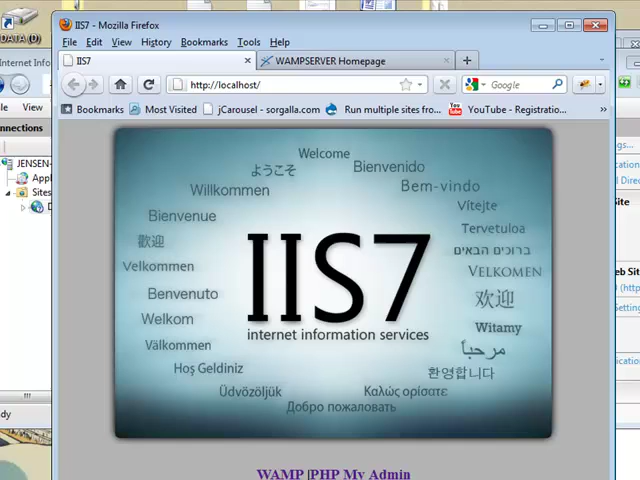 IIS7 - Mozilla Firefox
DATA (D)
File Edit View History Bookmarks Tools Help
IIS7
WAMPSERVER Homepage
Internet Info
http://localhost/
Google
View
Bookmarks Most Visited jCarousel - sorgalla.com Run multiple sites fro... YouTube - Registratio...
JENSEN-
Sites
Welcome
ようこそ
Bienvenido
Willkommen
Bem-vindo
Vítejte
Bienvenue
Tervetuloa
歡迎
ברוכים הבאים
Velkommen
VELKOMEN
IIS7
Benvenuto
欢迎
Welkom
Witamy
internet information services
Välkommen
مرحباً
Hoş Geldiniz
환영합니다
Üdvözöljük
Καλώς ορίσατε
Добро пожаловать
WAMP |PHP My Admin